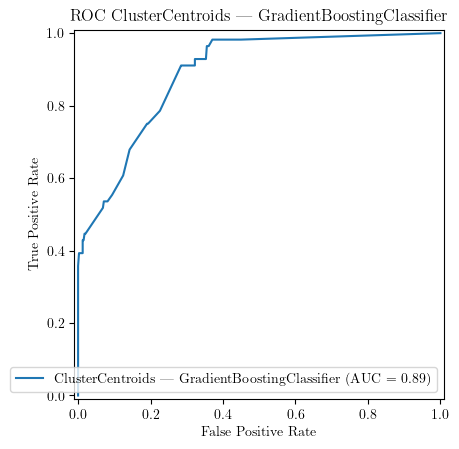 ROC ClusterCentroids — GradientBoostingClassifier
1.0
0.8
0.6
0.4
0.2
0.0
True Positive Rate
ClusterCentroids — GradientBoostingClassifier (AUC = 0.89)
0.0 0.2 0.4 0.6 0.8 1.0
False Positive Rate